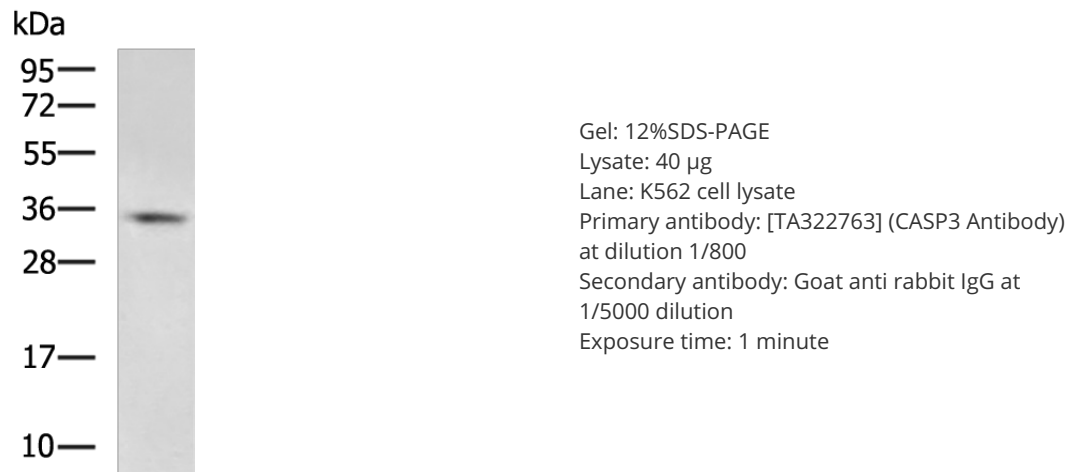 kDa
95
72
55
36
28
17
10
Gel: 12%SDS-PAGE
Lysate: 40 μg
Lane: K562 cell lysate
Primary antibody: [TA322763] (CASP3 Antibody)
at dilution 1/800
Secondary antibody: Goat anti rabbit IgG at
1/5000 dilution
Exposure time: 1 minute